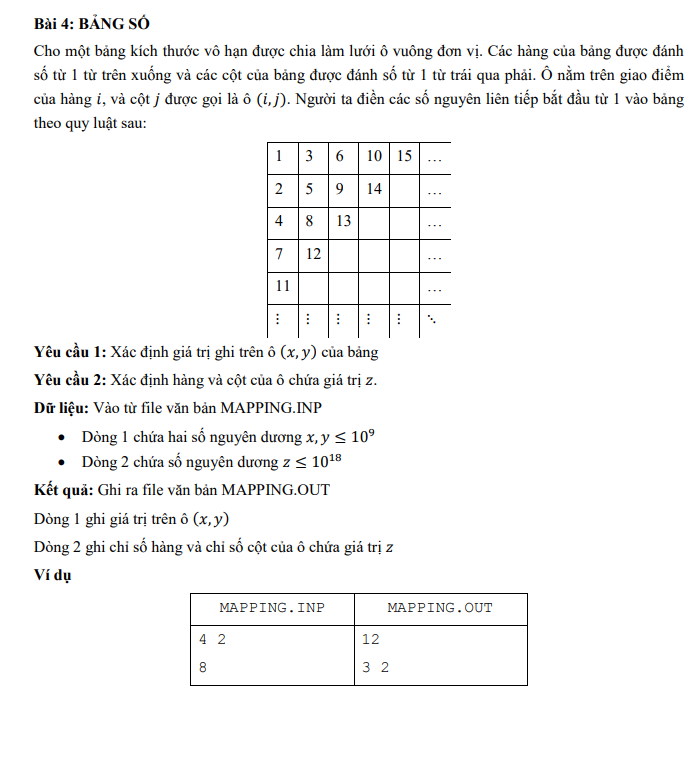 Bài 4: BẢNG SỐ
Cho một bảng kích thước vô hạn được chia làm lưới ô vuông đơn vị. Các hàng của bảng được đánh
số từ 1 từ trên xuống và các cột của bảng được đánh số từ 1 từ trái qua phải. Ô nằm trên giao điểm
của hàng i, và cột j được gọi là ô (i, j). Người ta điền các số nguyên liên tiếp bắt đầu từ 1 vào bảng
theo quy luật sau:
1 3 6 10 15 …
2 5 9 14 …
4 8 13 …
7 12 …
11 …
⋮ ⋮ ⋮ ⋮ ⋮ ⋱
Yêu cầu 1: Xác định giá trị ghi trên ô (x, y) của bảng
Yêu cầu 2: Xác định hàng và cột của ô chứa giá trị z.
Dữ liệu: Vào từ file văn bản MAPPING.INP
• Dòng 1 chứa hai số nguyên dương x, y ≤ 10⁹
• Dòng 2 chứa số nguyên dương z ≤ 10¹⁸
Kết quả: Ghi ra file văn bản MAPPING.OUT
Dòng 1 ghi giá trị trên ô (x, y)
Dòng 2 ghi chỉ số hàng và chỉ số cột của ô chứa giá trị z
Ví dụ
MAPPING.INP MAPPING.OUT
4 2 12
8 3 2